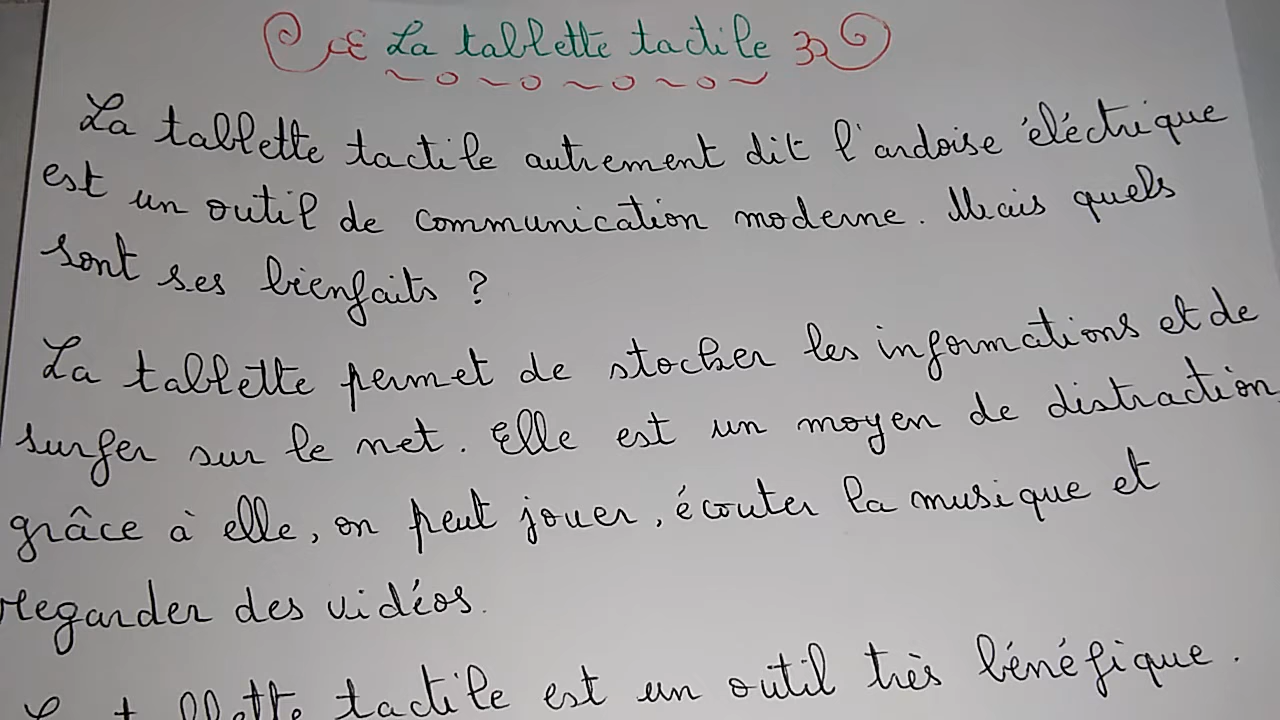 La tablette tactile
La tablette tactile autrement dit l'ardoise éléctrique
est un outil de communication moderne. Mais quels
sont ses bienfaits ?
La tablette permet de stocker les informations et de
surfer sur le net. Elle est un moyen de distraction
grâce à elle, on peut jouer, écouter la musique et
regarder des vidéos.
tactile est un outil très bénéfique.